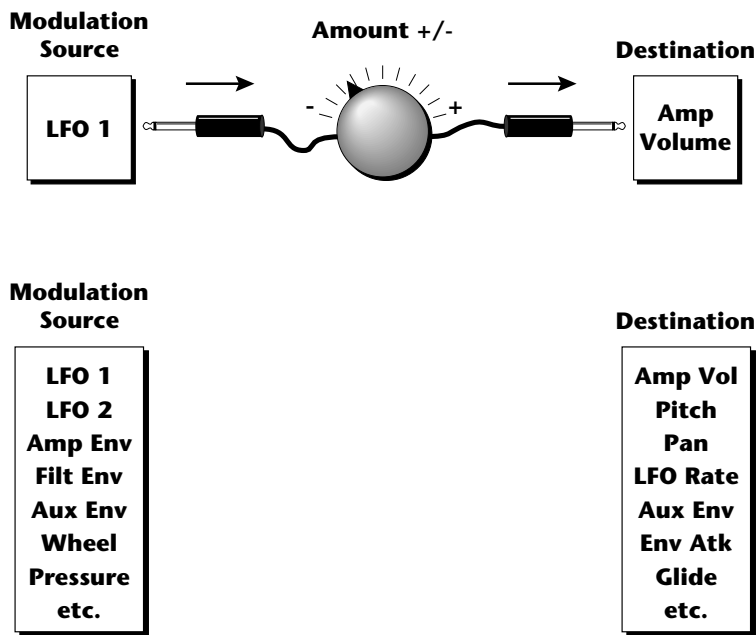 Modulation
Source
Amount +/-
Destination
LFO 1
-
+
Amp
Volume
Modulation
Source
Destination
LFO 1
LFO 2
Amp Env
Filt Env
Aux Env
Wheel
Pressure
etc.
Amp Vol
Pitch
Pan
LFO Rate
Aux Env
Env Atk
Glide
etc.